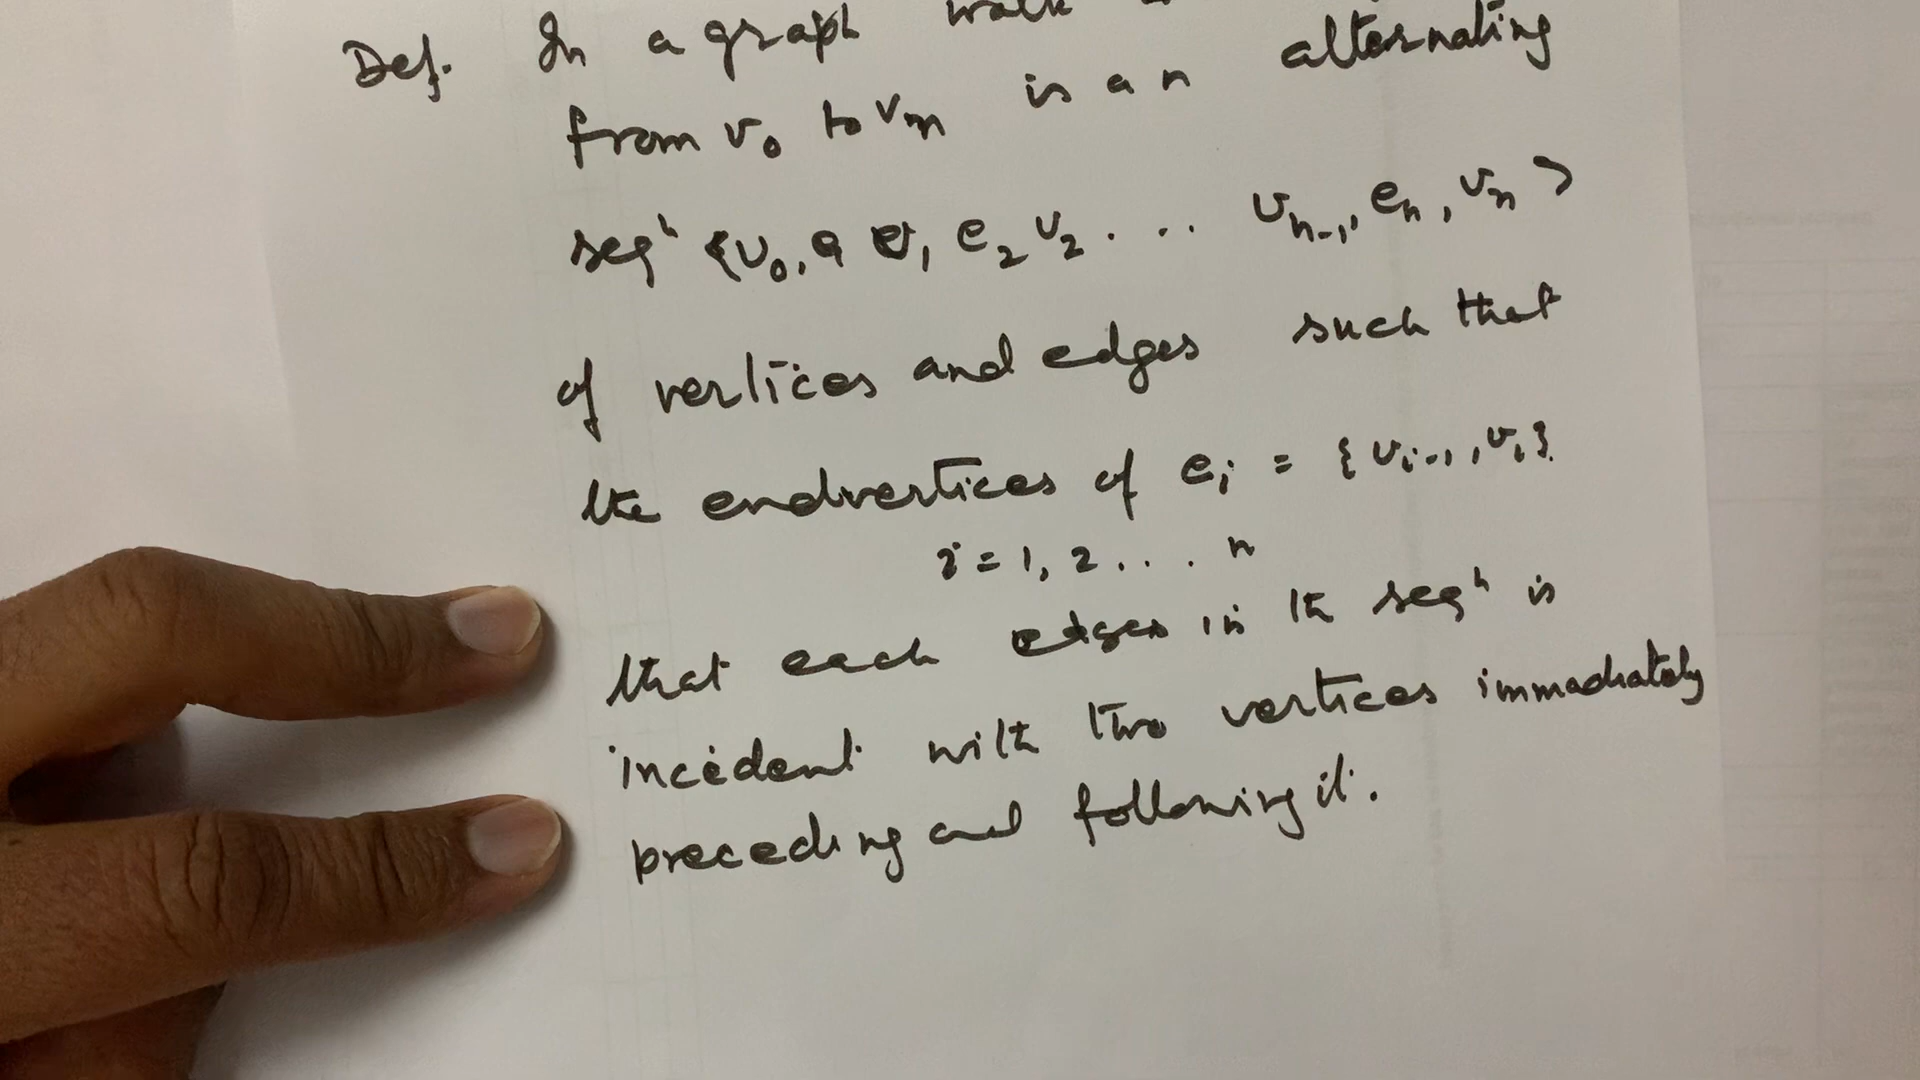 Def. In a graph walk
from v₀ to vₙ is an alternating
seqⁿ {v₀, e₁ v₁ e₂ v₂ . . . vₙ₋₁, eₙ, vₙ >
of vertices and edges such that
the endvertices of eᵢ = {vᵢ₋₁, vᵢ}.
i = 1, 2 . . . n
that each edges in the seqⁿ is
incident with two vertices immediately
preceding and following it.